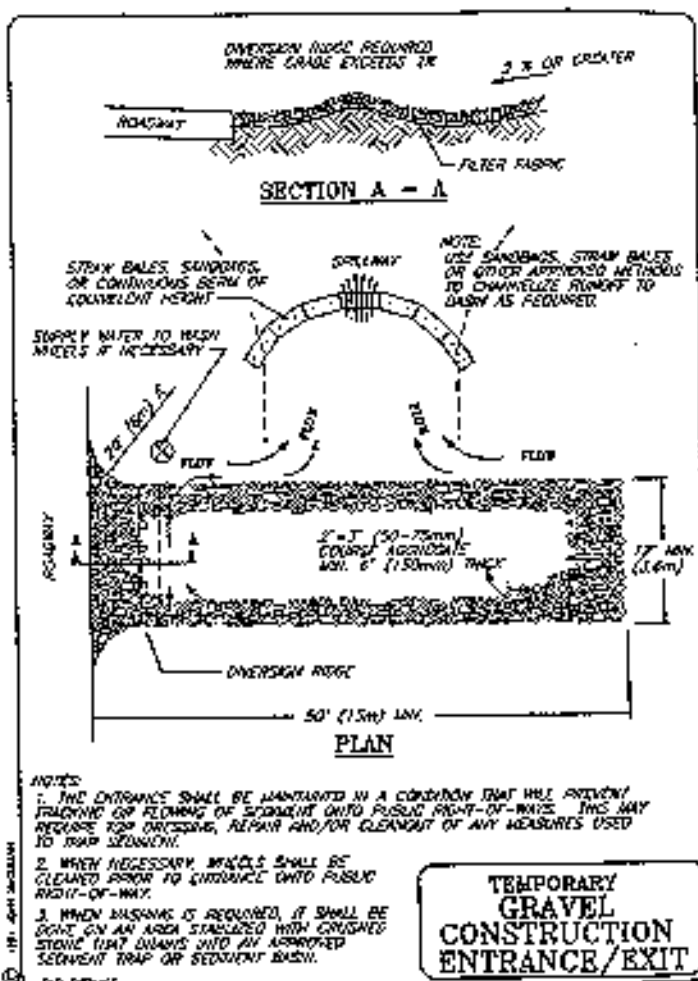 DIVERSION RIDGE REQUIRED
WHERE GRADE EXCEEDS 2%
2 % OR GREATER
ROADWAY
FILTER FABRIC
SECTION A - A
STRAW BALES, SANDBAGS,
OR CONTINUOUS BERM OF
EQUIVELENT HEIGHT
SPILLWAY
NOTE:
USE SANDBAGS, STRAW BALES
OR OTHER APPROVED METHODS
TO CHANNELIZE RUNOFF TO
BASIN AS REQUIRED.
SUPPLY WATER TO WASH
WHEELS IF NECESSARY
20' (6m) R.
FLOW
FLOW
FLOW
FLOW
ROADWAY
A
A
2"-3" (50-75mm)
COURSE AGGREGATE
MIN. 6" (150mm) THICK
12' MIN.
(3.6m)
DIVERSION RIDGE
50' (15m) MIN.
PLAN
NOTES:
1. THE ENTRANCE SHALL BE MAINTAINED IN A CONDITION THAT WILL PREVENT
TRACKING OR FLOWING OF SEDIMENT ONTO PUBLIC RIGHT-OF-WAYS. THIS MAY
REQUIRE TOP DRESSING, REPAIR AND/OR CLEANOUT OF ANY MEASURES USED
TO TRAP SEDIMENT.
2. WHEN NECESSARY, WHEELS SHALL BE
CLEANED PRIOR TO ENTRANCE ONTO PUBLIC
RIGHT-OF-WAY.
3. WHEN WASHING IS REQUIRED, IT SHALL BE
DONE ON AN AREA STABILIZED WITH CRUSHED
STONE THAT DRAINS INTO AN APPROVED
SEDIMENT TRAP OR SEDIMENT BASIN.
TEMPORARY
GRAVEL
CONSTRUCTION
ENTRANCE/EXIT